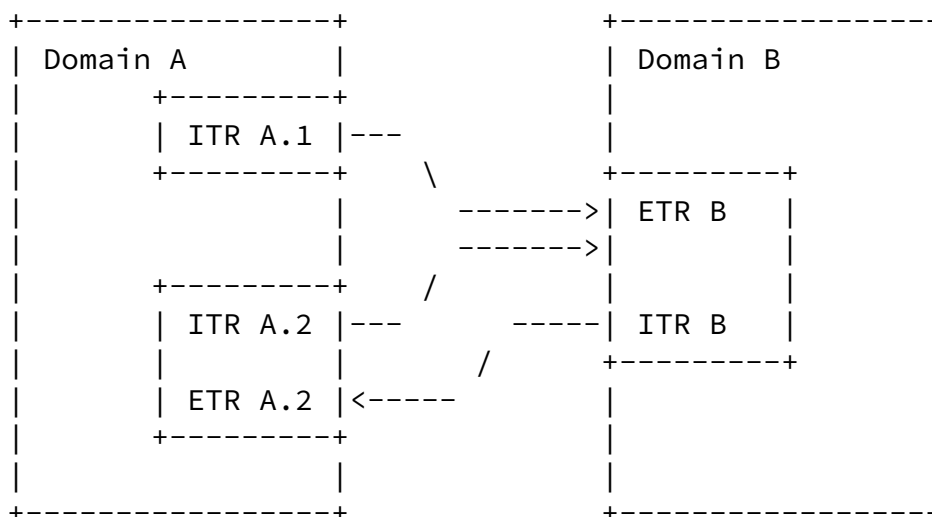 Domain A Domain B
ITR A.1
ETR B
ITR A.2 ITR B
ETR A.2